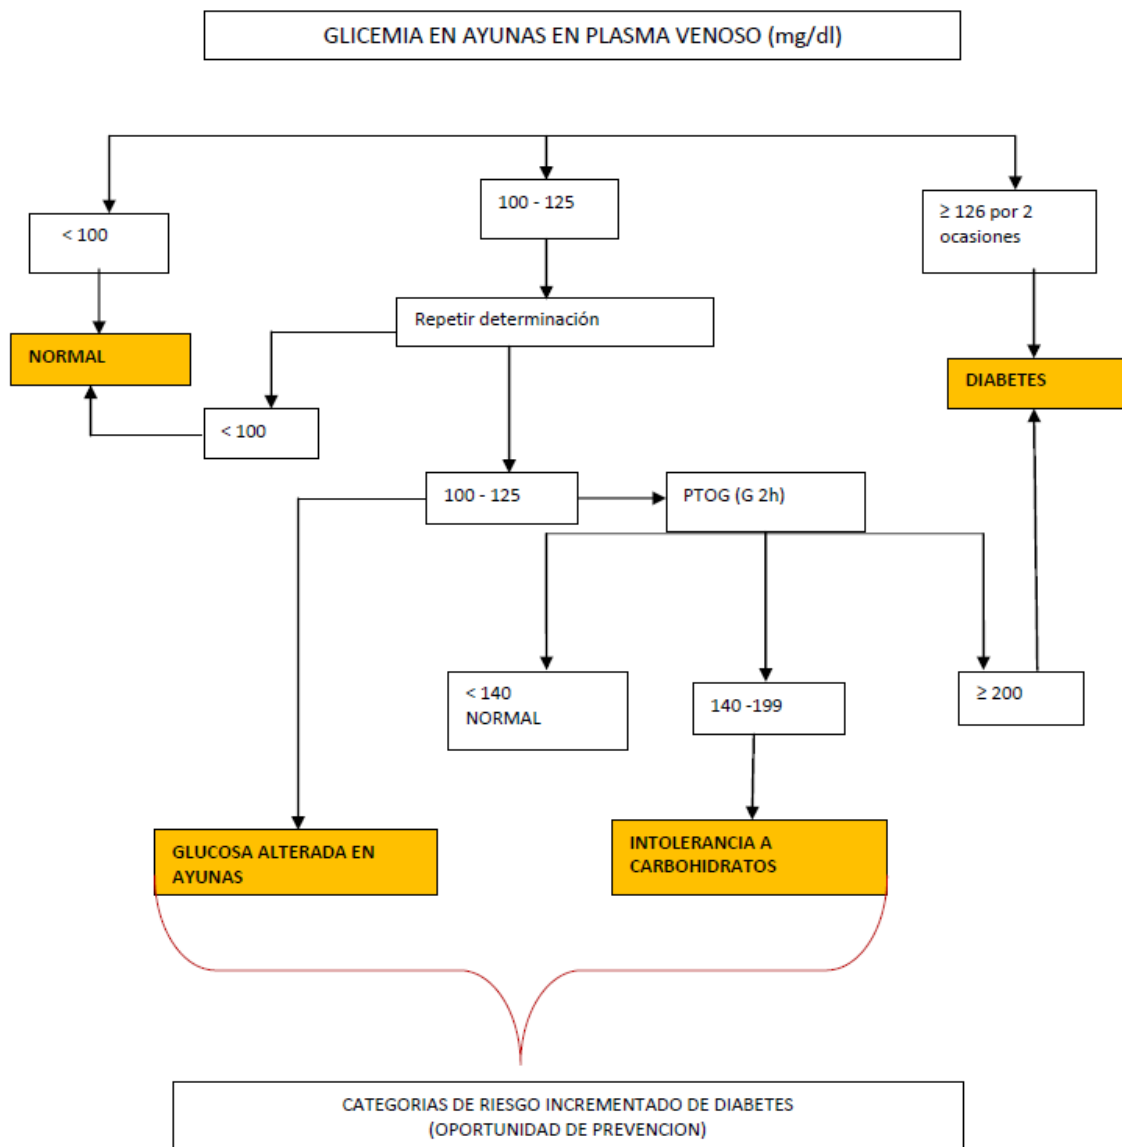 GLICEMIA EN AYUNAS EN PLASMA VENOSO (mg/dl)
100 - 125
≥ 126 por 2
ocasiones
< 100
Repetir determinación
NORMAL
DIABETES
< 100
100 - 125
PTOG (G 2h)
< 140
NORMAL
140 -199
≥ 200
GLUCOSA ALTERADA EN
AYUNAS
INTOLERANCIA A
CARBOHIDRATOS
CATEGORIAS DE RIESGO INCREMENTADO DE DIABETES
(OPORTUNIDAD DE PREVENCION)